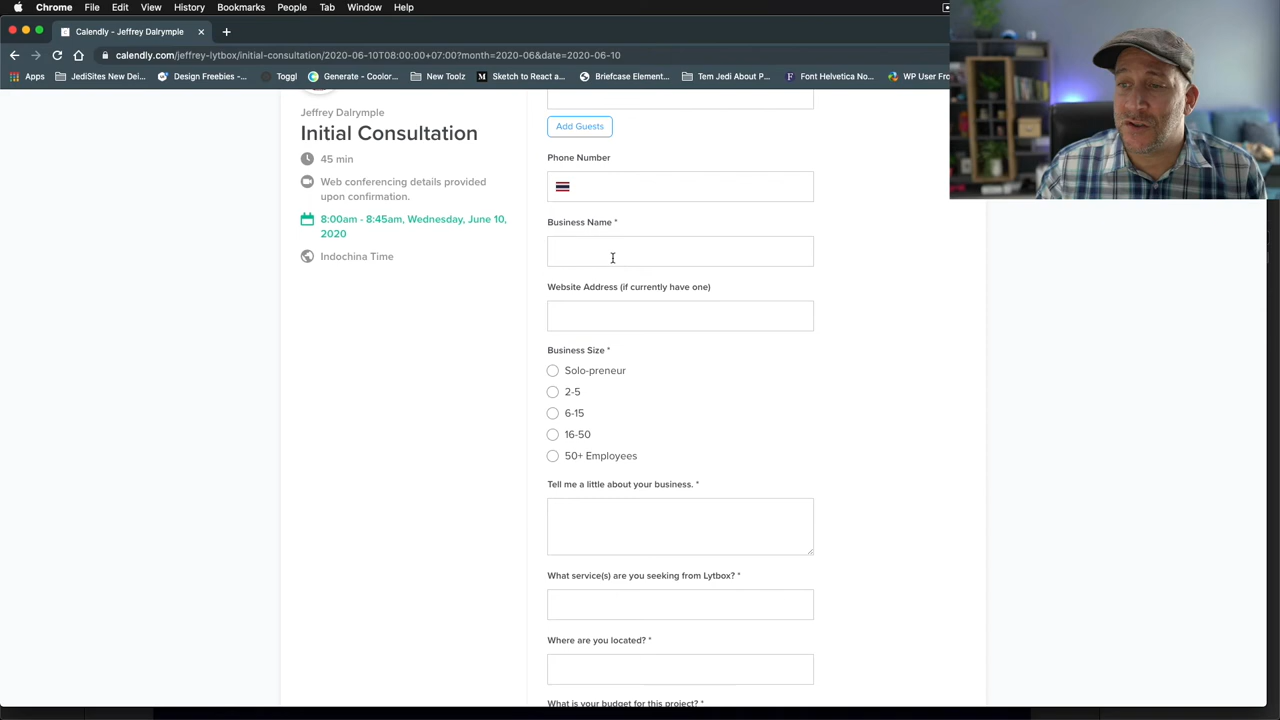 Chrome File Edit View History Bookmarks People Tab Window Help
Calendly - Jeffrey Dalrymple
calendly.com/jeffrey-lytbox/initial-consultation/2020-06-10T08:00:00+07:00?month=2020-06&date=2020-06-10
Apps JediSites New Dei... Design Freebies -... Toggl Generate - Coolor... New Toolz Sketch to React a... Briefcase Element... Tem Jedi About P... Font Helvetica No... WP User Fron
Jeffrey Dalrymple
Initial Consultation
45 min
Web conferencing details provided
upon confirmation.
8:00am - 8:45am, Wednesday, June 10,
2020
Indochina Time
Add Guests
Phone Number
Business Name *
Website Address (if currently have one)
Business Size *
Solo-preneur
2-5
6-15
16-50
50+ Employees
Tell me a little about your business. *
What service(s) are you seeking from Lytbox? *
Where are you located? *
What is your budget for this project? *